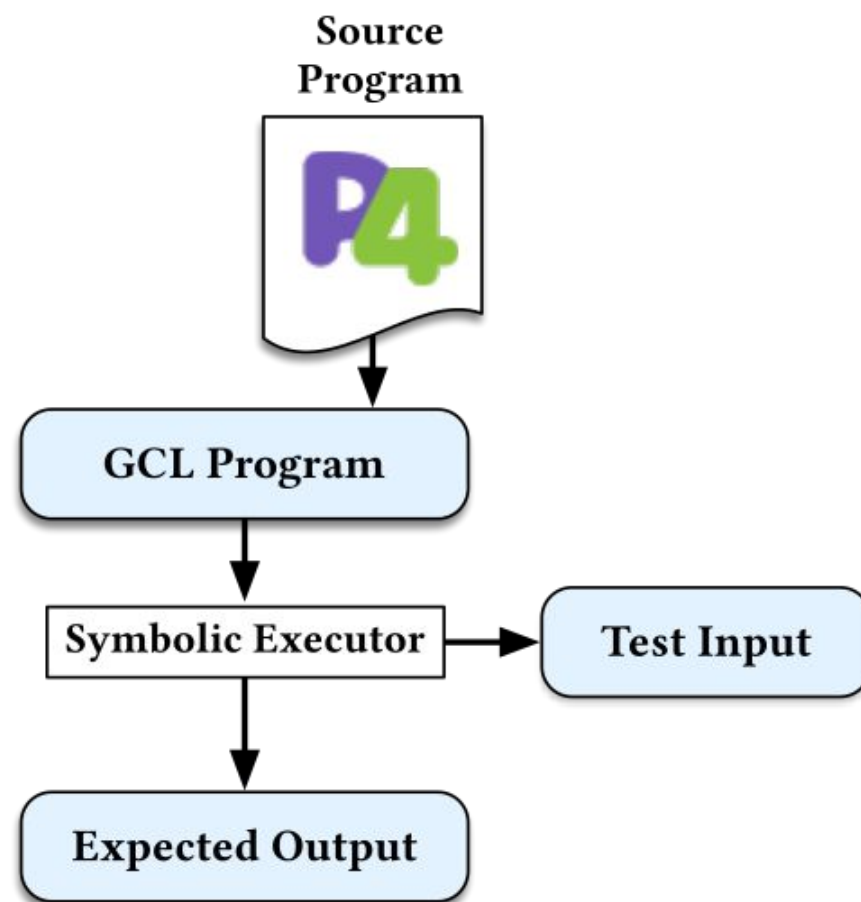 Source
Program
P4
GCL Program
Symbolic Executor
Test Input
Expected Output